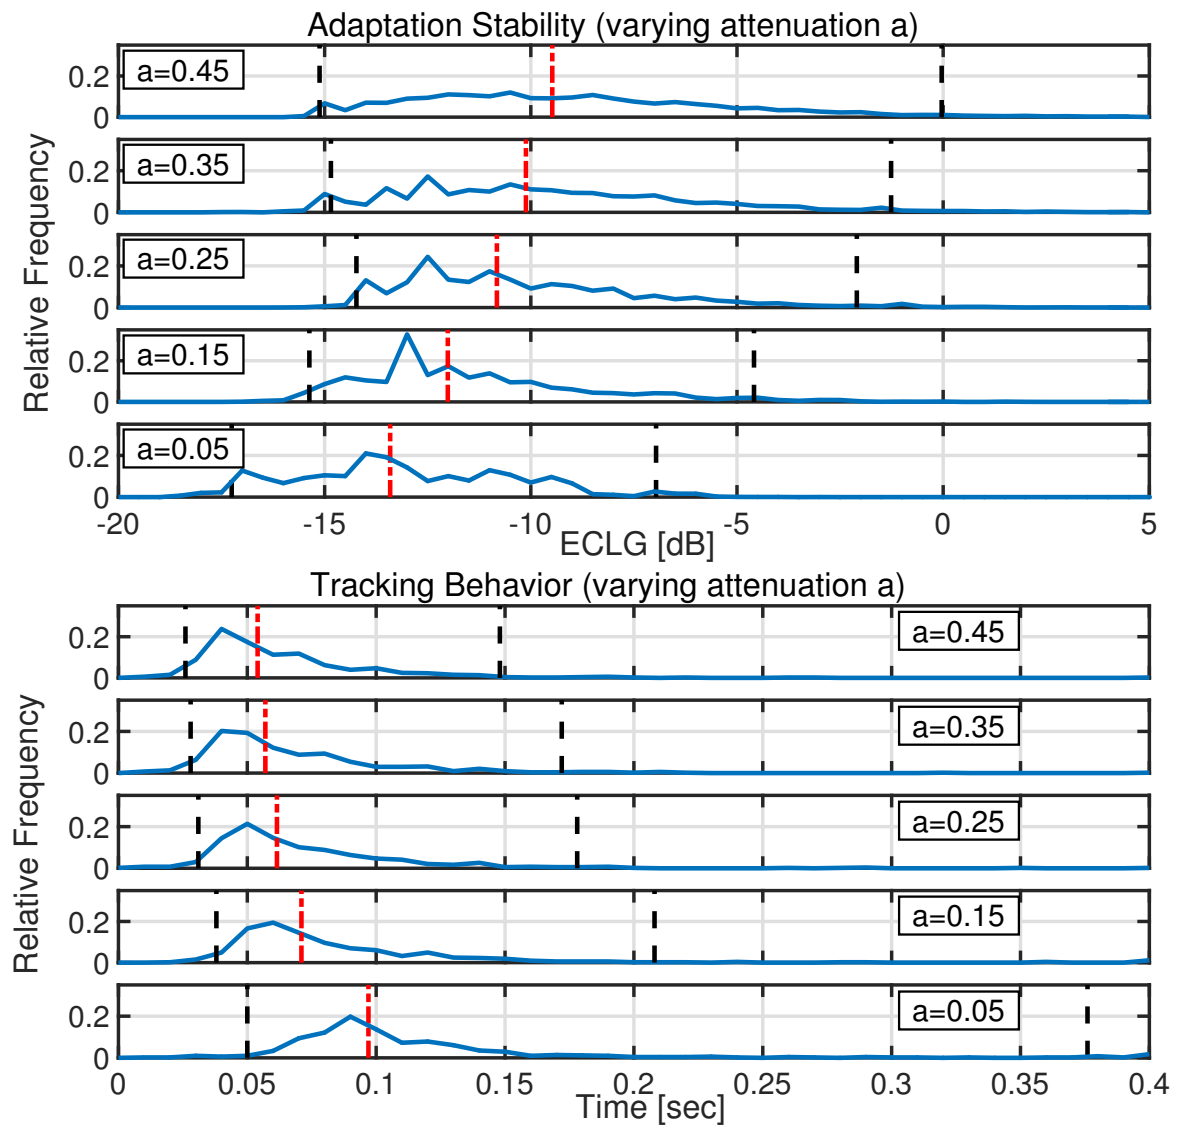 Adaptation Stability (varying attenuation a)
Relative Frequency
0.2
0
a=0.45
0.2
0
a=0.35
0.2
0
a=0.25
0.2
0
a=0.15
0.2
0
a=0.05
-20 -15 -10 -5 0 5
ECLG [dB]
Tracking Behavior (varying attenuation a)
Relative Frequency
0.2
0
a=0.45
0.2
0
a=0.35
0.2
0
a=0.25
0.2
0
a=0.15
0.2
0
a=0.05
0 0.05 0.1 0.15 0.2 0.25 0.3 0.35 0.4
Time [sec]